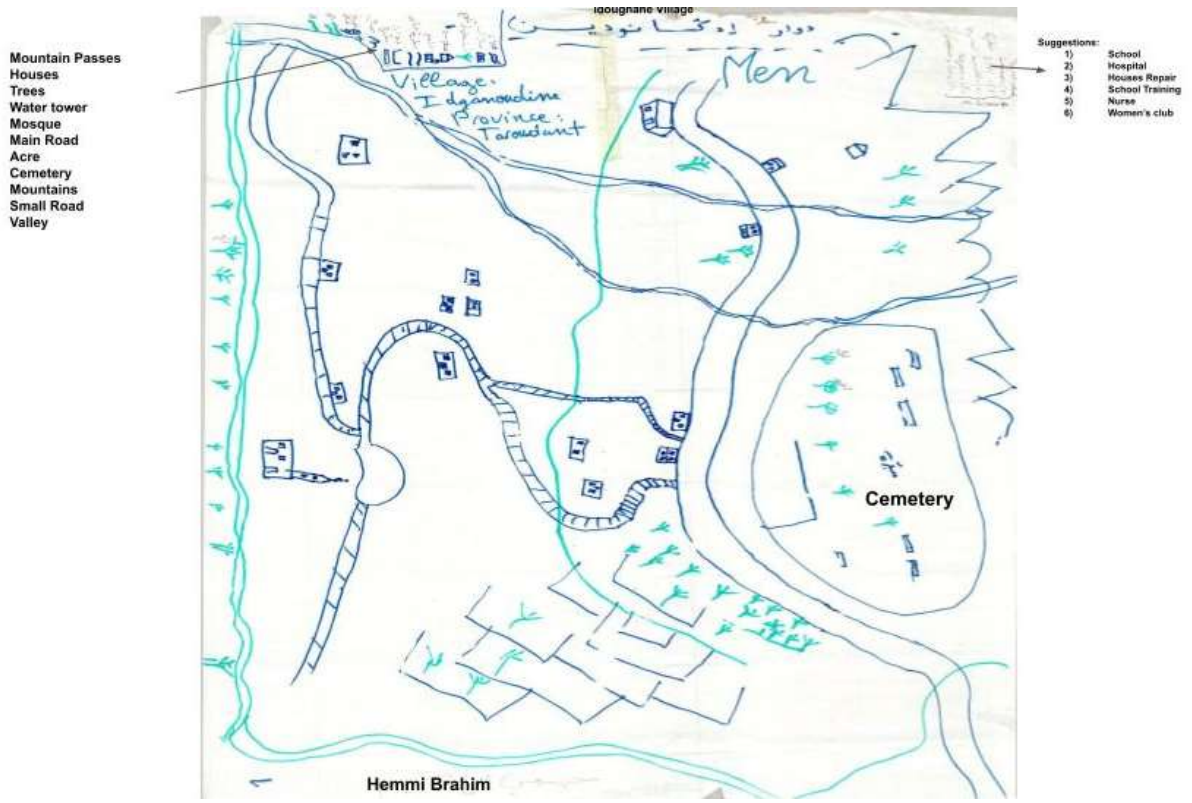 Idoughane Village
دوار إدگانودين
Men
Village:
Idganoudine
Province:
Taroudant
Mountain Passes
Houses
Trees
Water tower
Mosque
Main Road
Acre
Cemetery
Mountains
Small Road
Valley
Suggestions:
1) School
2) Hospital
3) Houses Repair
4) School Training
5) Nurse
6) Women's club
Cemetery
Hemmi Brahim